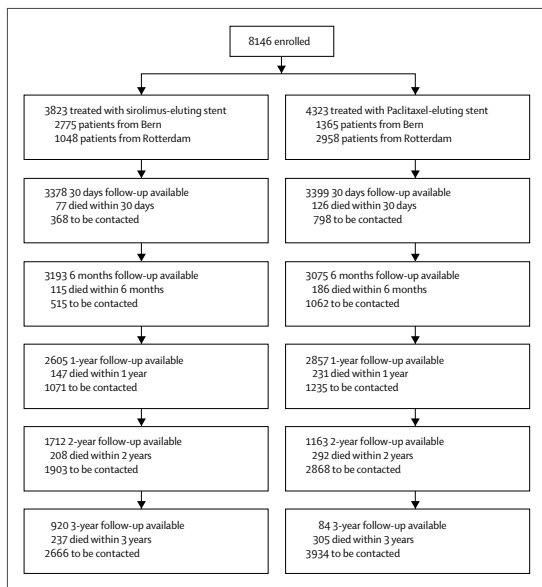 8146 enrolled
3823 treated with sirolimus-eluting stent
2775 patients from Bern
1048 patients from Rotterdam
4323 treated with Paclitaxel-eluting stent
1365 patients from Bern
2958 patients from Rotterdam
3378 30 days follow-up available
77 died within 30 days
368 to be contacted
3399 30 days follow-up available
126 died within 30 days
798 to be contacted
3193 6 months follow-up available
115 died within 6 months
515 to be contacted
3075 6 months follow-up available
186 died within 6 months
1062 to be contacted
2605 1-year follow-up available
147 died within 1 year
1071 to be contacted
2857 1-year follow-up available
231 died within 1 year
1235 to be contacted
1712 2-year follow-up available
208 died within 2 years
1903 to be contacted
1163 2-year follow-up available
292 died within 2 years
2868 to be contacted
920 3-year follow-up available
237 died within 3 years
2666 to be contacted
84 3-year follow-up available
305 died within 3 years
3934 to be contacted